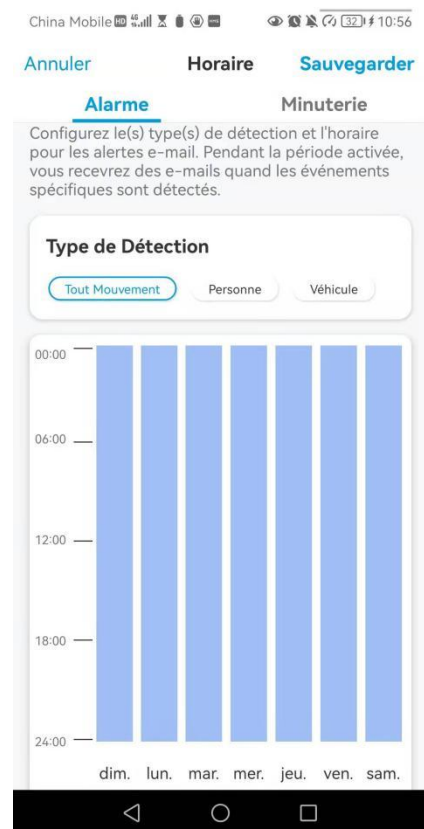 China Mobile HD 4G 32 10:56
Annuler Horaire Sauvegarder
Alarme Minuterie
Configurez le(s) type(s) de détection et l'horaire
pour les alertes e-mail. Pendant la période activée,
vous recevrez des e-mails quand les événements
spécifiques sont détectés.
Type de Détection
Tout Mouvement Personne Véhicule
00:00
06:00
12:00
18:00
24:00
dim. lun. mar. mer. jeu. ven. sam.